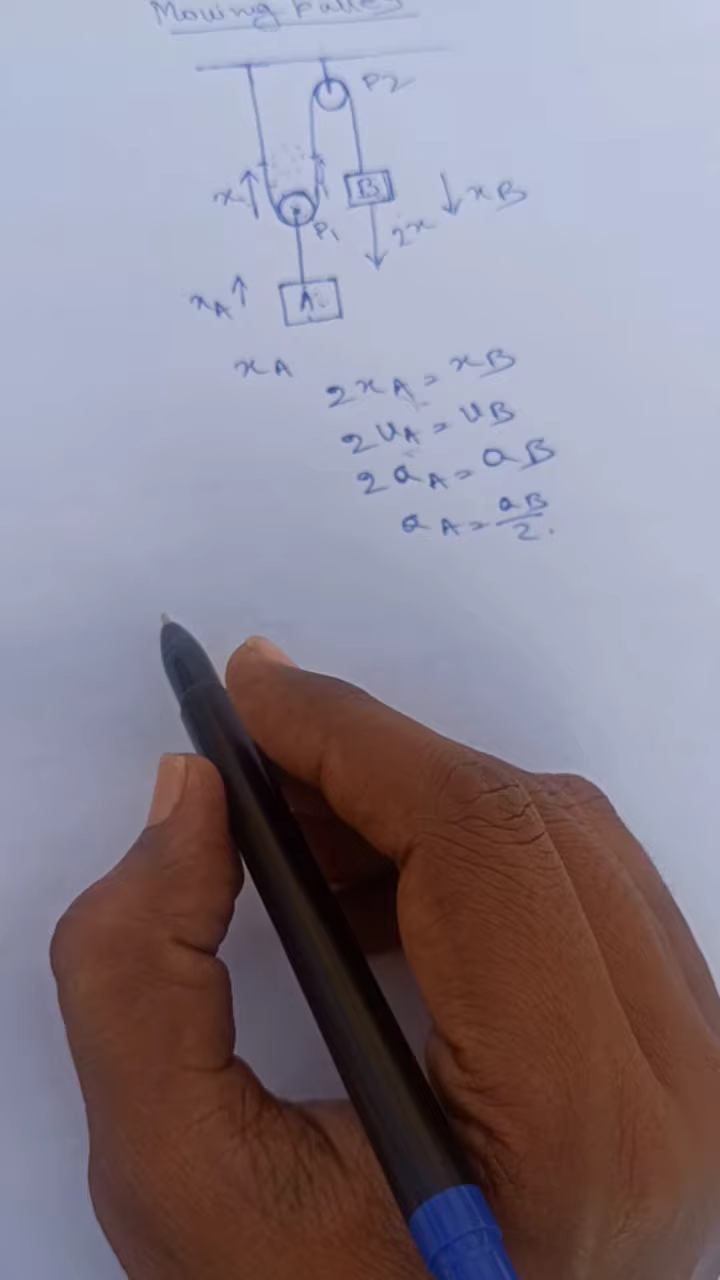 Moving Pulley
P2
x
B
xB
P1
2x
xA
A
xA
2xA = xB
2vA = vB
2aA = aB
aA = aB/2.